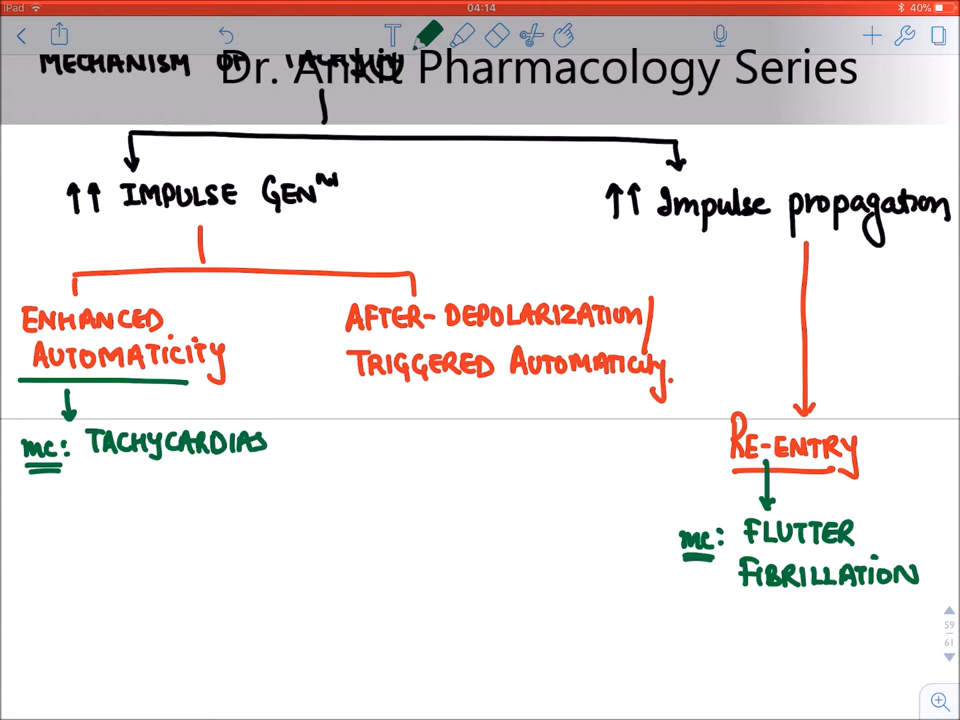 iPad
04:14
40%
MECHANISM OF
Dr. Ankit Pharmacology Series
↑↑ IMPULSE GENnl
↑↑ Impulse propagation
ENHANCED
AUTOMATICITY
AFTER-DEPOLARIZATION/
TRIGGERED AUTOMATICITY.
mc: TACHYCARDIAS
RE-ENTRY
mc: FLUTTER
FIBRILLATION
59
61